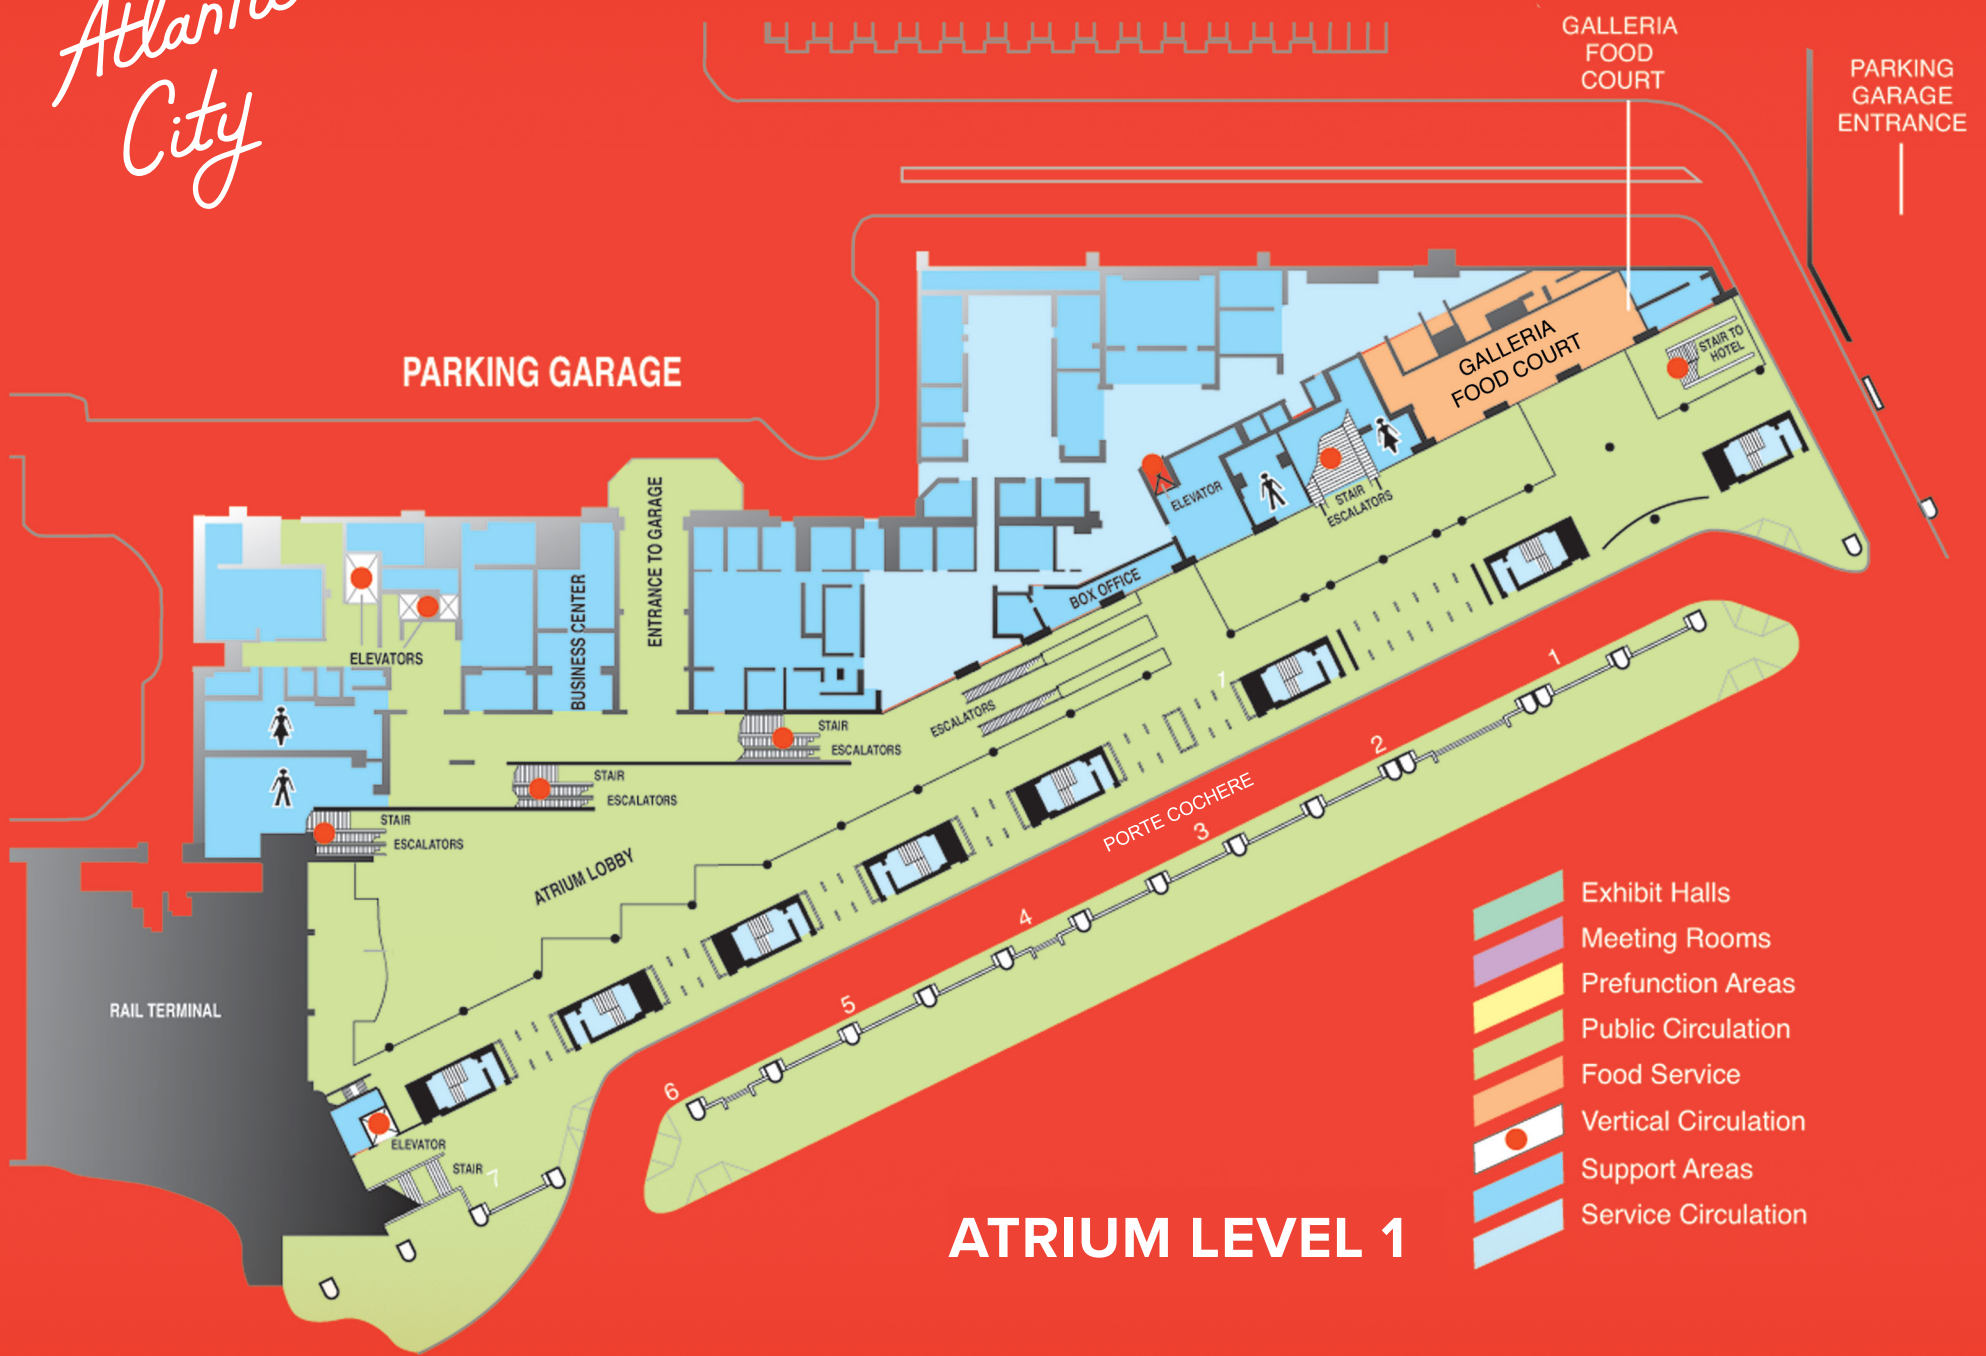 Atlantic
City
GALLERIA
FOOD
COURT
PARKING
GARAGE
ENTRANCE
PARKING GARAGE
GALLERIA
FOOD COURT
STAIR TO
HOTEL
ELEVATOR
STAIR
ESCALATORS
ENTRANCE TO GARAGE
BUSINESS CENTER
ELEVATORS
BOX OFFICE
ESCALATORS
STAIR
ESCALATORS
STAIR
ESCALATORS
STAIR
ESCALATORS
ATRIUM LOBBY
RAIL TERMINAL
1
PORTE COCHERE
1
2
3
4
5
6
ELEVATOR
STAIR
7
Exhibit Halls
Meeting Rooms
Prefunction Areas
Public Circulation
Food Service
Vertical Circulation
Support Areas
Service Circulation
ATRIUM LEVEL 1